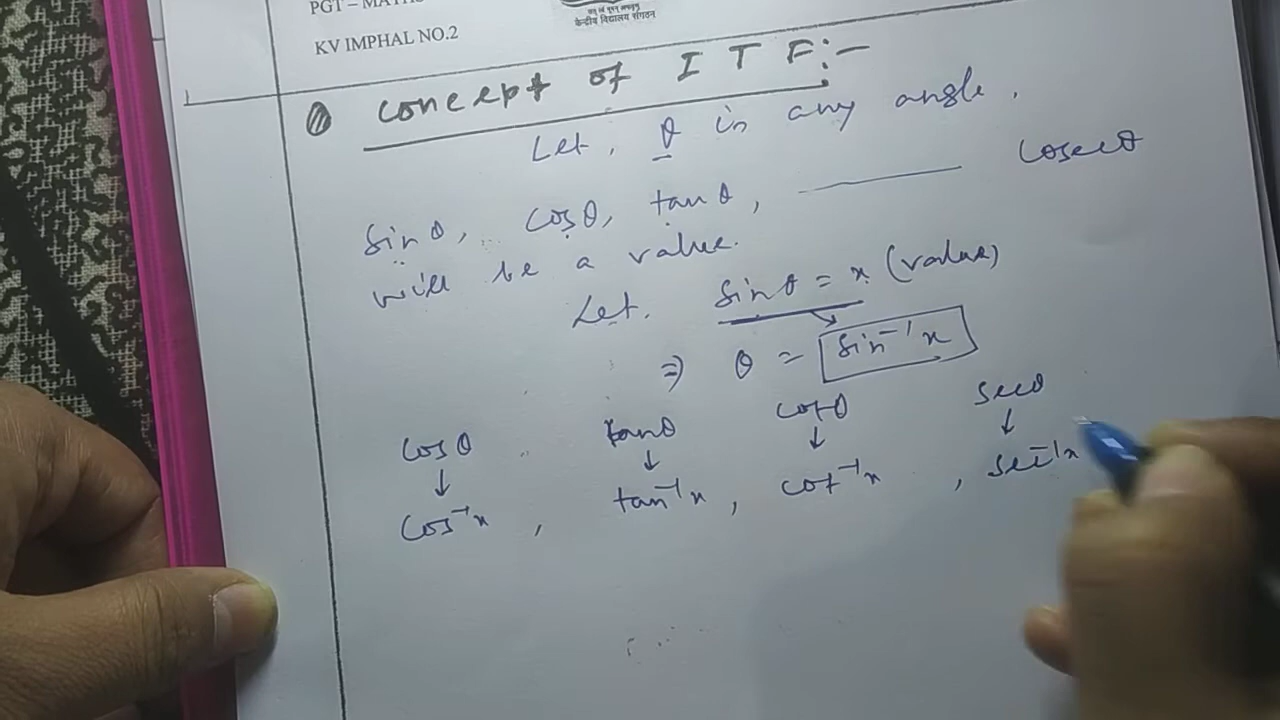 PGT – MATHS
केन्द्रीय विद्यालय संगठन
KV IMPHAL NO.2
concept of I T F:-
Let, θ is any angle.
Sinθ, Cosθ, tanθ, ——— Cosecθ
will be a value.
Let. Sinθ = x (value)
⇒ θ = Sin⁻¹x
Cosθ tanθ Cotθ Secθ
↓ ↓ ↓ ↓
Cos⁻¹x , tan⁻¹x , Cot⁻¹x , Sec⁻¹x